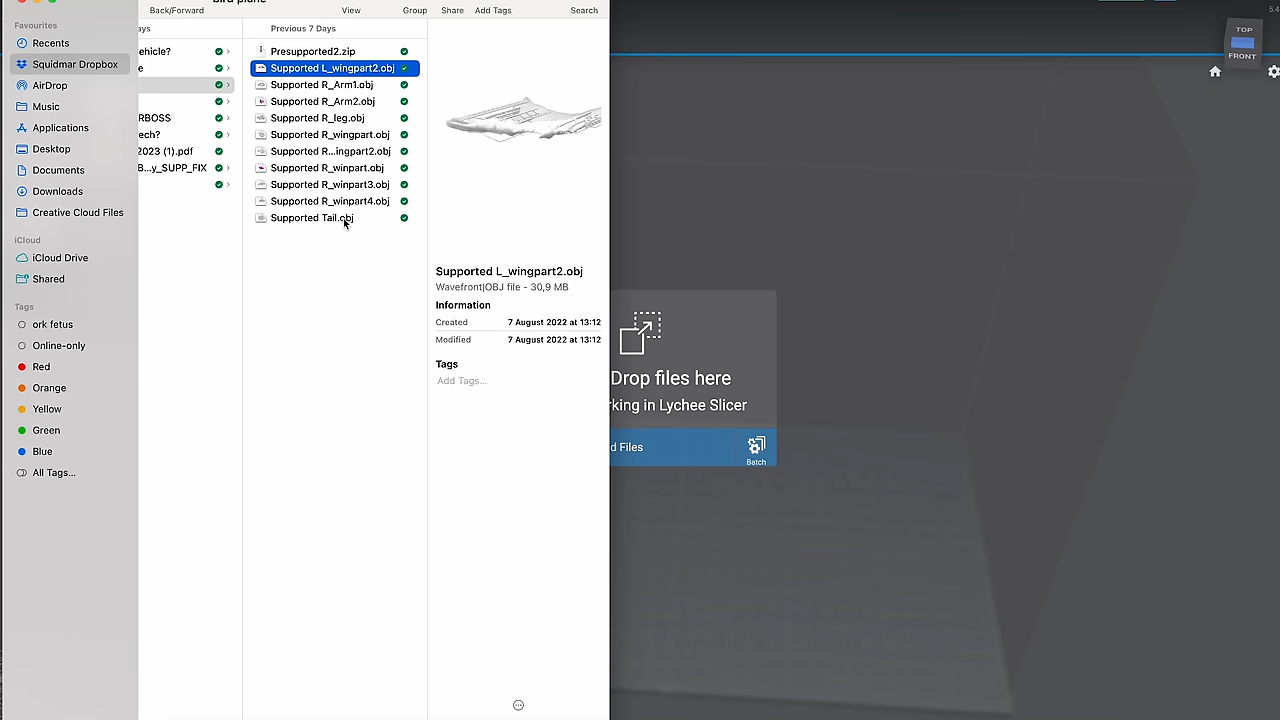 bird plane
Back/Forward View Group Share Add Tags Search
Favourites
Recents
Squidmar Dropbox
AirDrop
Music
Applications
Desktop
Documents
Downloads
Creative Cloud Files
iCloud
iCloud Drive
Shared
Tags
ork fetus
Online-only
Red
Orange
Yellow
Green
Blue
All Tags...
ays
ehicle?
e
RBOSS
ech?
2023 (1).pdf
B...y_SUPP_FIX
Previous 7 Days
Presupported2.zip
Supported L_wingpart2.obj
Supported R_Arm1.obj
Supported R_Arm2.obj
Supported R_leg.obj
Supported R_wingpart.obj
Supported R...ingpart2.obj
Supported R_winpart.obj
Supported R_winpart3.obj
Supported R_winpart4.obj
Supported Tail.obj
Supported L_wingpart2.obj
Wavefront|OBJ file - 30,9 MB
Information
Created 7 August 2022 at 13:12
Modified 7 August 2022 at 13:12
Tags
Add Tags...
Drop files here
rking in Lychee Slicer
d Files
Batch
5.4
TOP
FRONT